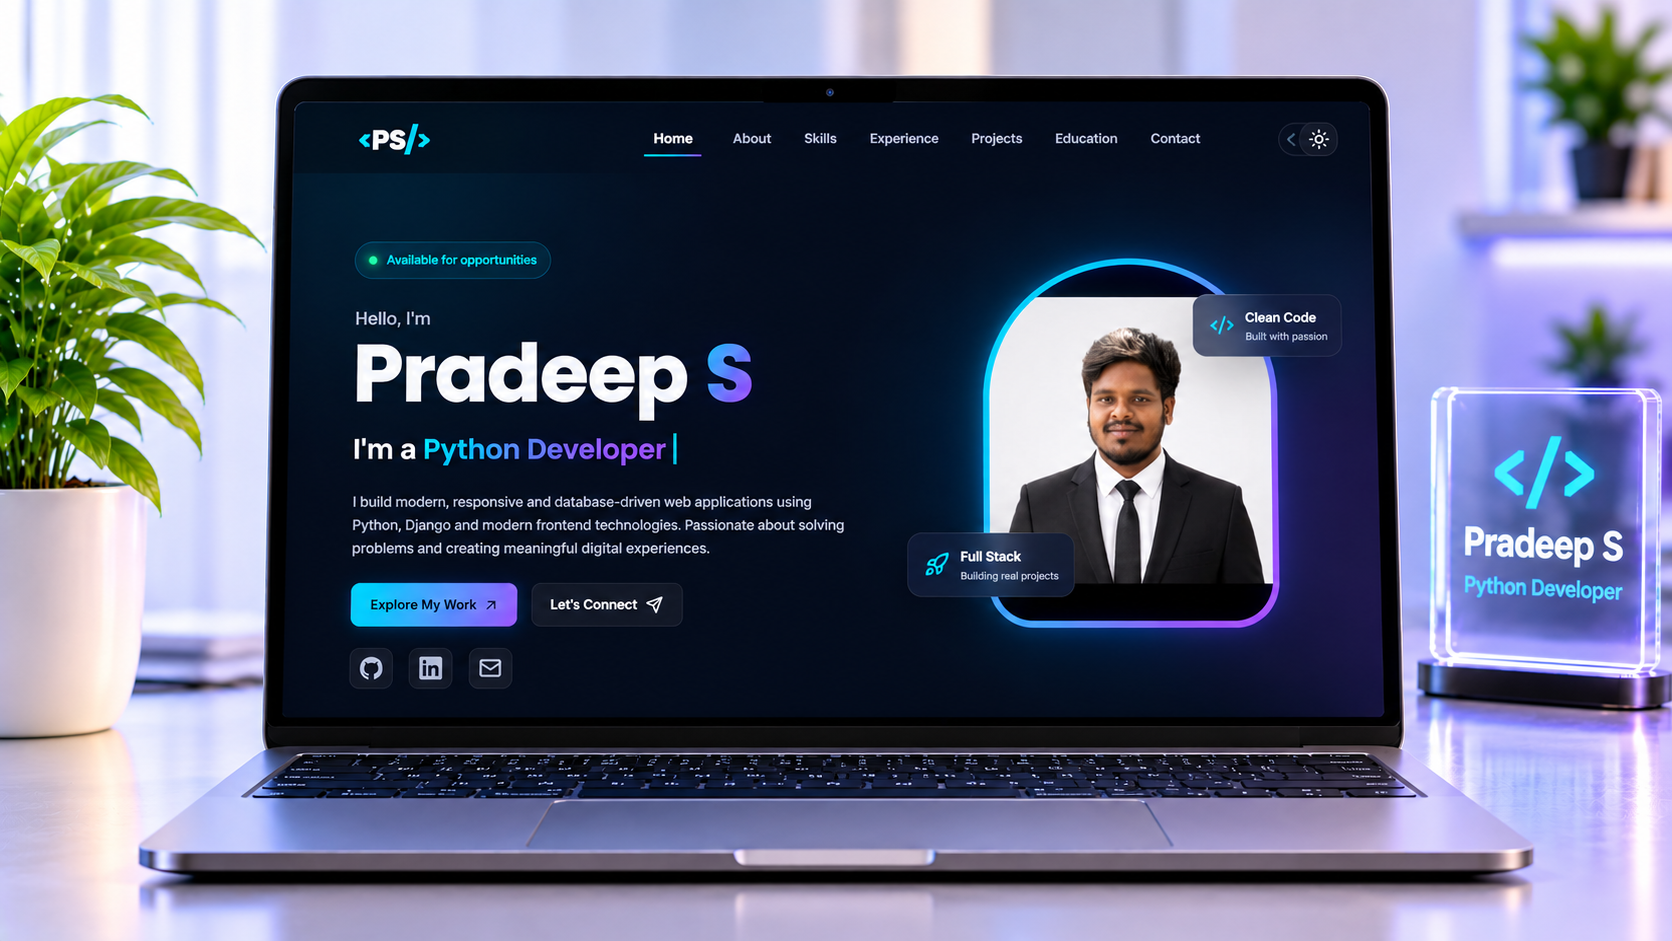 <PS/>
Home About Skills Experience Projects Education Contact
Available for opportunities
Hello, I'm
Pradeep S
I'm a Python Developer
I build modern, responsive and database-driven web applications using
Python, Django and modern frontend technologies. Passionate about solving
problems and creating meaningful digital experiences.
Explore My Work
Let's Connect
in
Clean Code
Built with passion
Full Stack
Building real projects
</>
Pradeep S
Python Developer